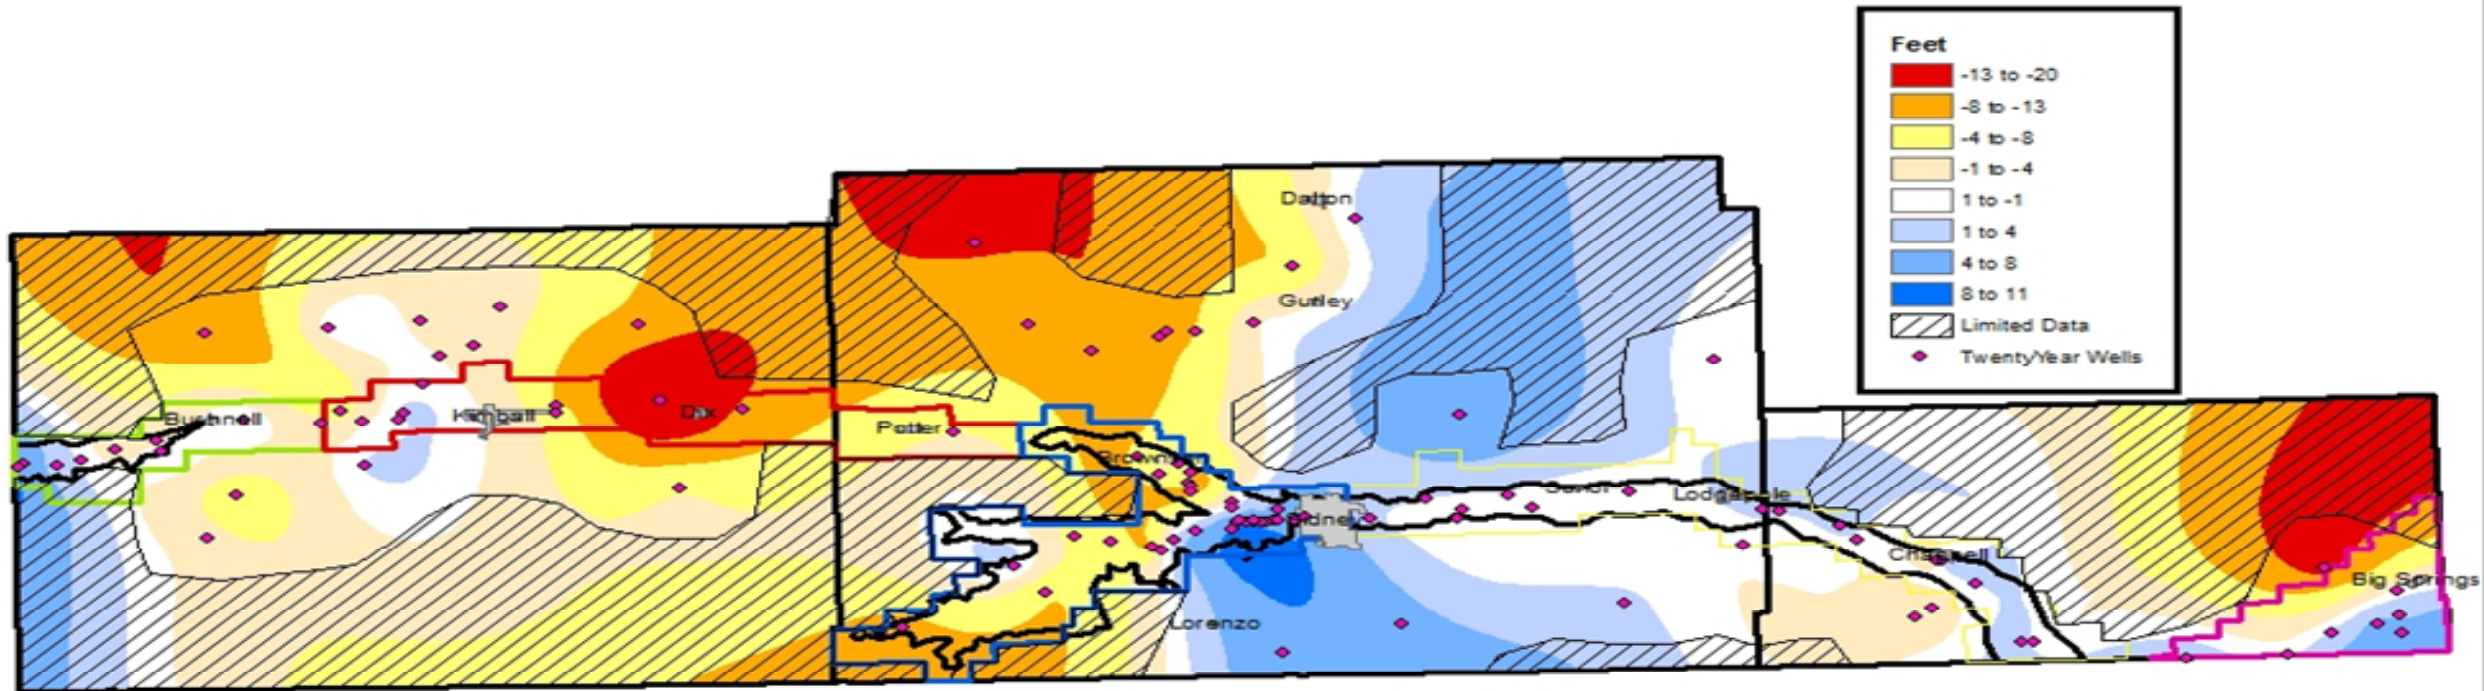 Feet
-13 to -20
-8 to -13
-4 to -8
-1 to -4
1 to -1
1 to 4
4 to 8
8 to 11
Limited Data
TwentyYear Wells
Dalton
Gurley
Bushnell
Kimball
Dix
Potter
Sidney
Lodgepole
Chappell
Big Springs
Lorenzo